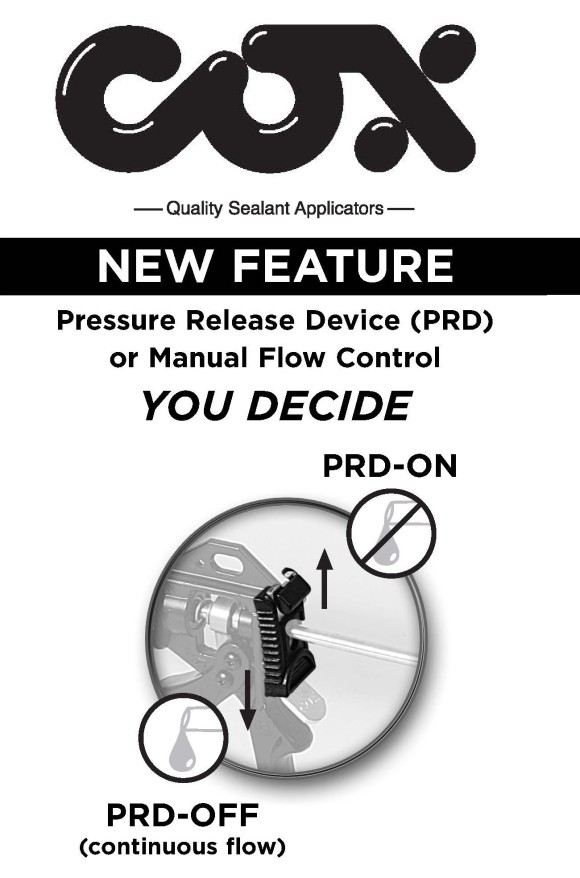 COX
Quality Sealant Applicators
NEW FEATURE
Pressure Release Device (PRD)
or Manual Flow Control
YOU DECIDE
PRD-ON
PRD-OFF
(continuous flow)